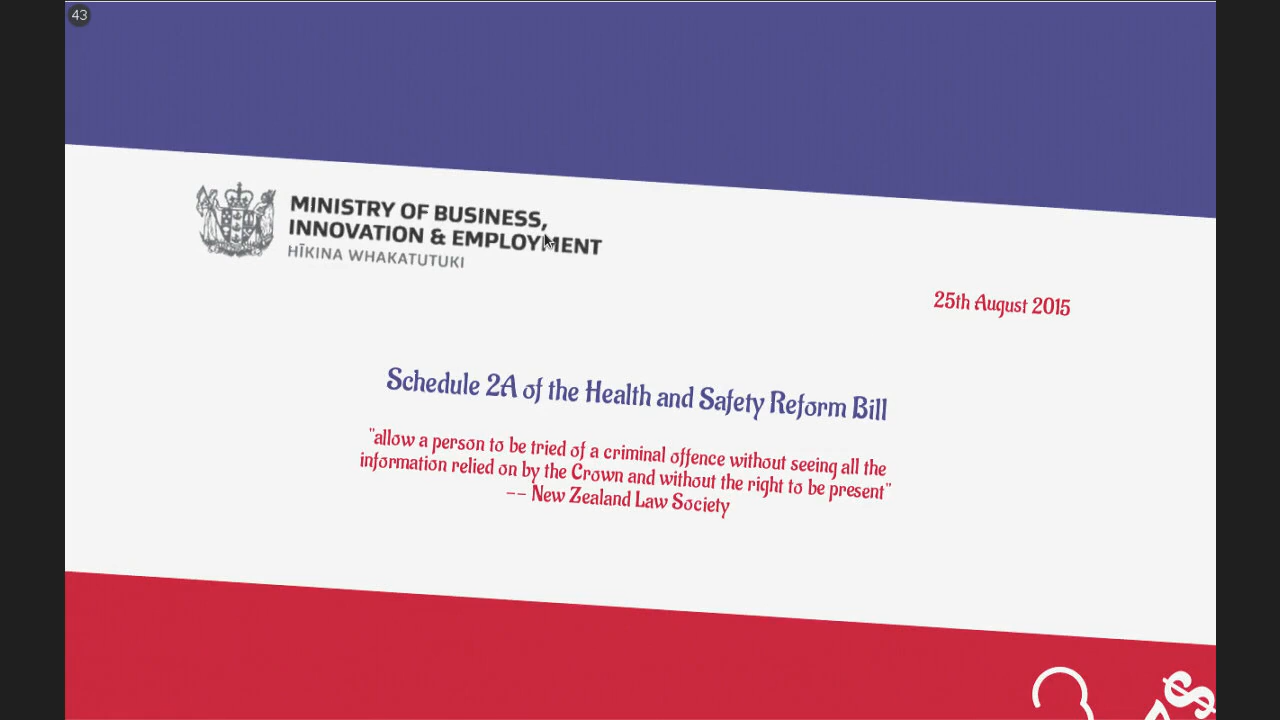 43
MINISTRY OF BUSINESS,
INNOVATION & EMPLOYMENT
HĪKINA WHAKATUTUKI
25th August 2015
Schedule 2A of the Health and Safety Reform Bill
"allow a person to be tried of a criminal offence without seeing all the
information relied on by the Crown and without the right to be present"
-- New Zealand Law Society
$